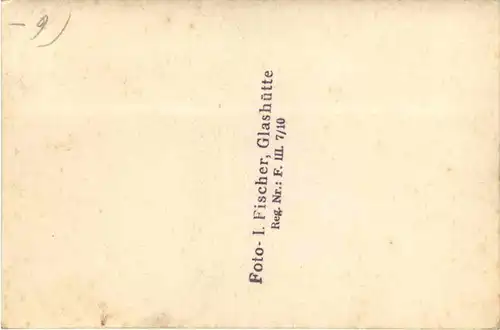 -9)
Foto- I. Fischer, Glashütte
Reg. Nr.: F. III. 7/10